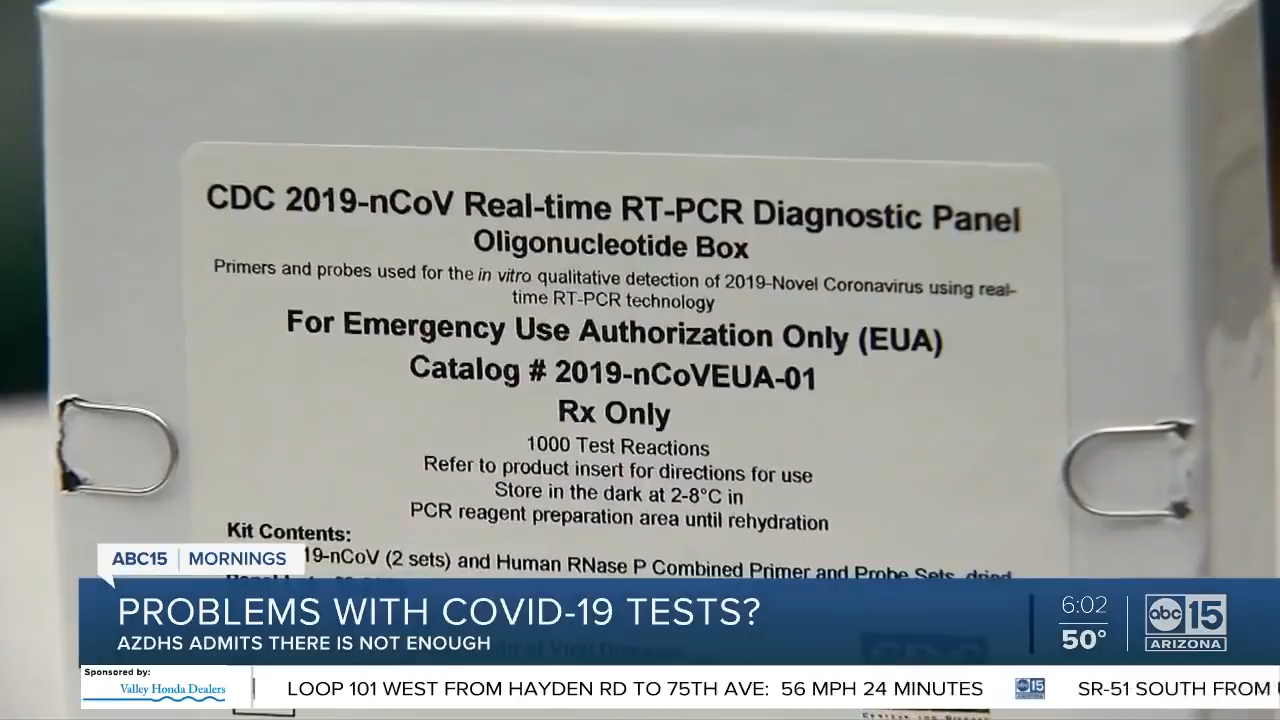 CDC 2019-nCoV Real-time RT-PCR Diagnostic Panel
Oligonucleotide Box
Primers and probes used for the in vitro qualitative detection of 2019-Novel Coronavirus using real-
time RT-PCR technology
For Emergency Use Authorization Only (EUA)
Catalog # 2019-nCoVEUA-01
Rx Only
1000 Test Reactions
Refer to product insert for directions for use
Store in the dark at 2-8°C in
PCR reagent preparation area until rehydration
Kit Contents:
19-nCoV (2 sets) and Human RNase P Combined Primer and Probe Sets, dried
ABC15 | MORNINGS
PROBLEMS WITH COVID-19 TESTS?
AZDHS ADMITS THERE IS NOT ENOUGH
6:02
50°
abc 15
ARIZONA
Sponsored by:
Valley Honda Dealers
LOOP 101 WEST FROM HAYDEN RD TO 75TH AVE: 56 MPH 24 MINUTES
abc 15
SR-51 SOUTH FROM